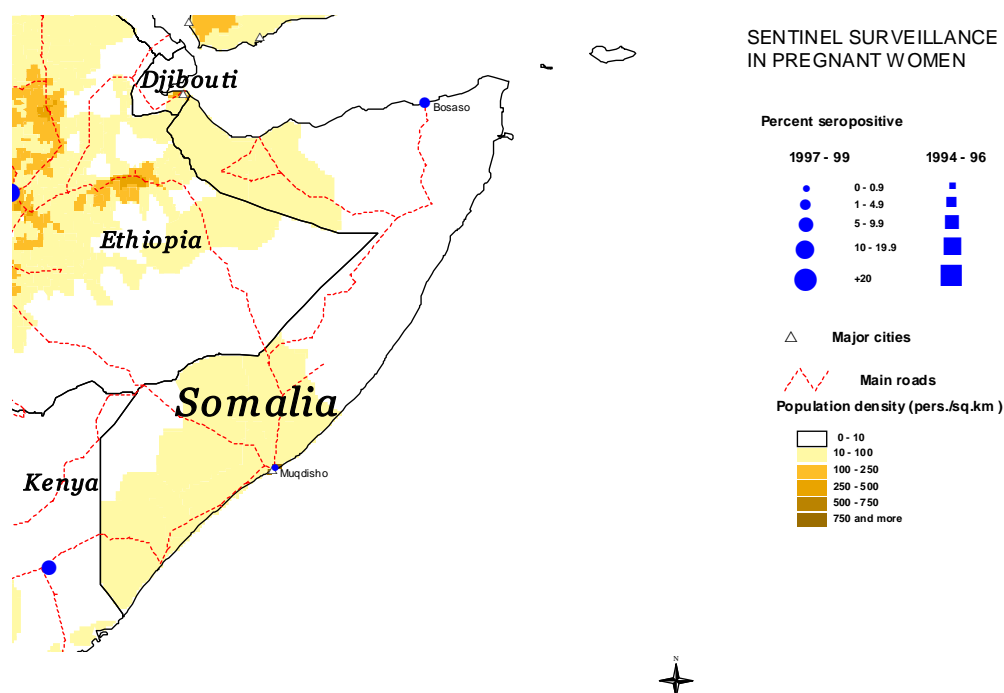 SENTINEL SURVEILLANCE
IN PREGNANT WOMEN
Djibouti
Bosaso
Percent seropositive
1997 - 99
1994 - 96
0 - 0.9
1 - 4.9
5 - 9.9
10 - 19.9
+20
Ethiopia
Major cities
Main roads
Somalia
Population density (pers./sq.km )
0 - 10
10 - 100
100 - 250
250 - 500
500 - 750
750 and more
Muqdisho
Kenya
N